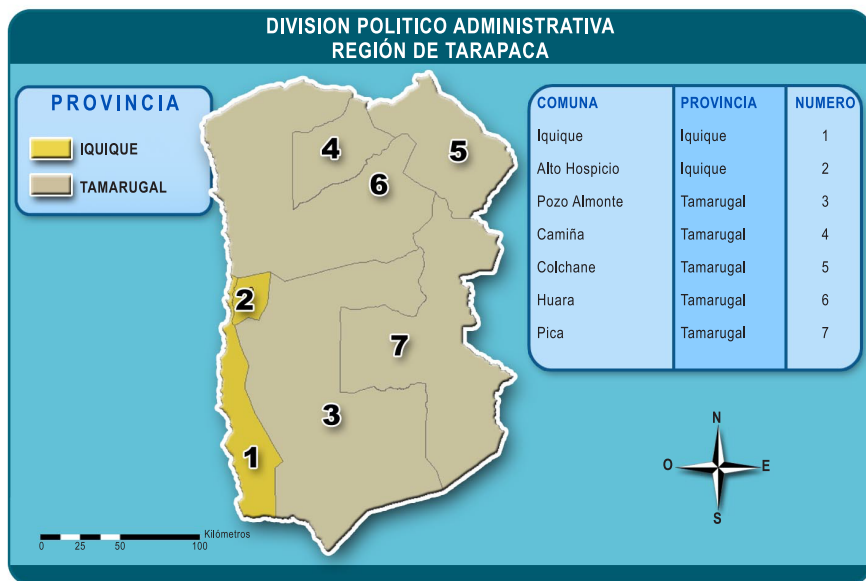 DIVISION POLITICO ADMINISTRATIVA
REGIÓN DE TARAPACA
PROVINCIA
IQUIQUE
TAMARUGAL
COMUNA PROVINCIA NUMERO
Iquique Iquique 1
Alto Hospicio Iquique 2
Pozo Almonte Tamarugal 3
Camiña Tamarugal 4
Colchane Tamarugal 5
Huara Tamarugal 6
Pica Tamarugal 7
4
5
6
2
7
3
1
N
O E
S
Kilómetros
0 25 50 100